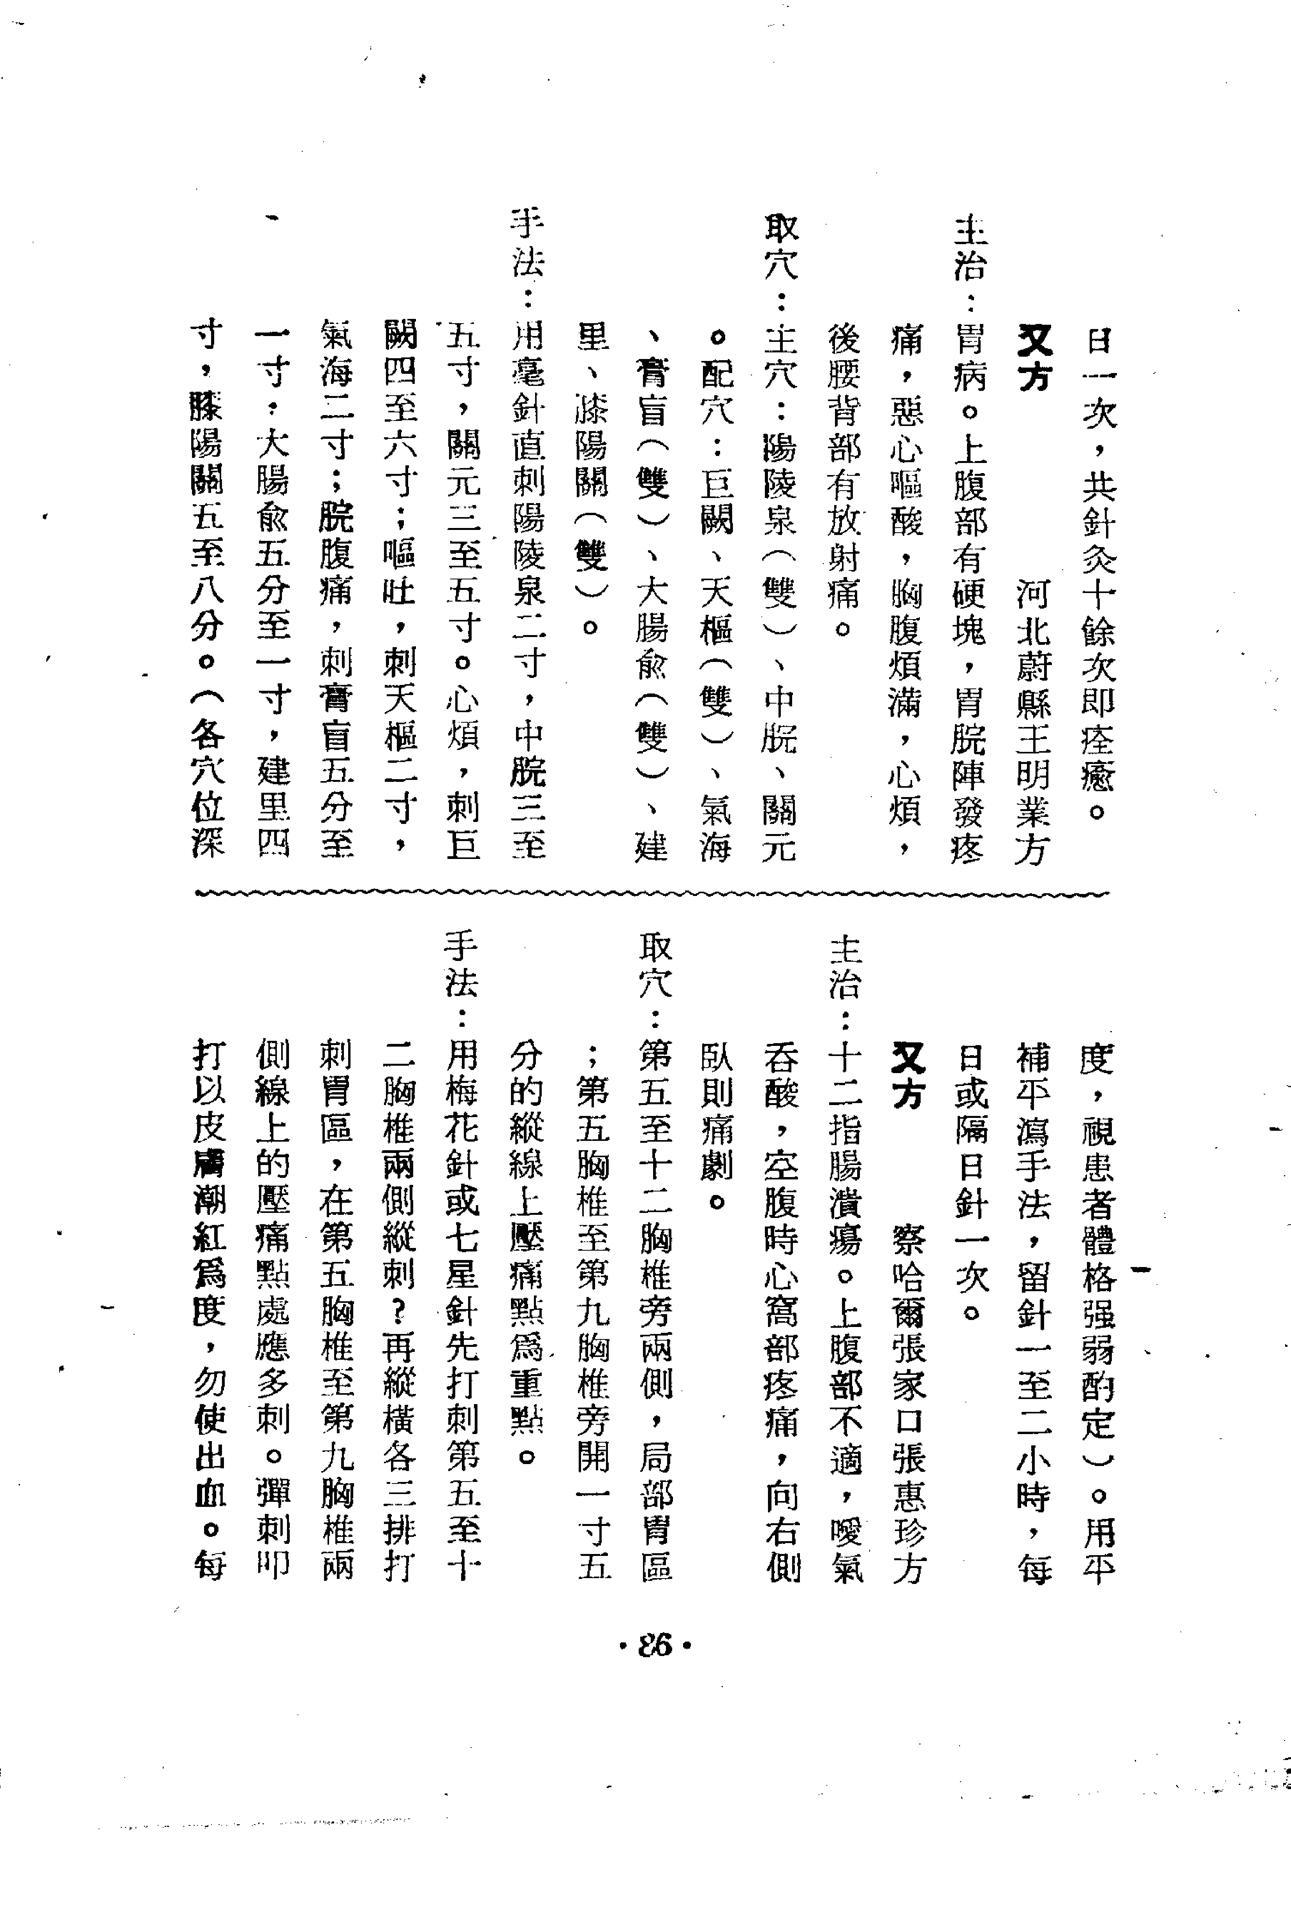 日一次，共針灸十餘次即痊癒。
又方　　　河北蔚縣王明業方
主治：胃病。上腹部有硬塊，胃脘陣發疼
痛，惡心嘔酸，胸腹煩滿，心煩，
後腰背部有放射痛。
取穴：主穴：陽陵泉（雙）、中脘、關元
。配穴：巨闕、天樞（雙）、氣海
、膏盲（雙）、大腸俞（雙）、建
里、膝陽關（雙）。
手法：用毫針直刺陽陵泉二寸，中脘三至
五寸，關元三至五寸。心煩，刺巨
闕四至六寸；嘔吐，刺天樞二寸，
氣海二寸；脘腹痛，刺膏盲五分至
一寸；大腸俞五分至一寸，建里四
寸，膝陽關五至八分。（各穴位深
度，視患者體格强弱酌定）。用平
補平瀉手法，留針一至二小時，每
日或隔日針一次。
又方　　　察哈爾張家口張惠珍方
主治：十二指腸潰瘍。上腹部不適，噯氣
吞酸，空腹時心窩部疼痛，向右側
臥則痛劇。
取穴：第五至十二胸椎旁兩側，局部胃區
；第五胸椎至第九胸椎旁開一寸五
分的縱線上壓痛點爲重點。
手法：用梅花針或七星針先打刺第五至十
二胸椎兩側縱刺？再縱橫各三排打
刺胃區，在第五胸椎至第九胸椎兩
側線上的壓痛點處應多刺。彈刺叩
打以皮膚潮紅爲度，勿使出血。每
·86·